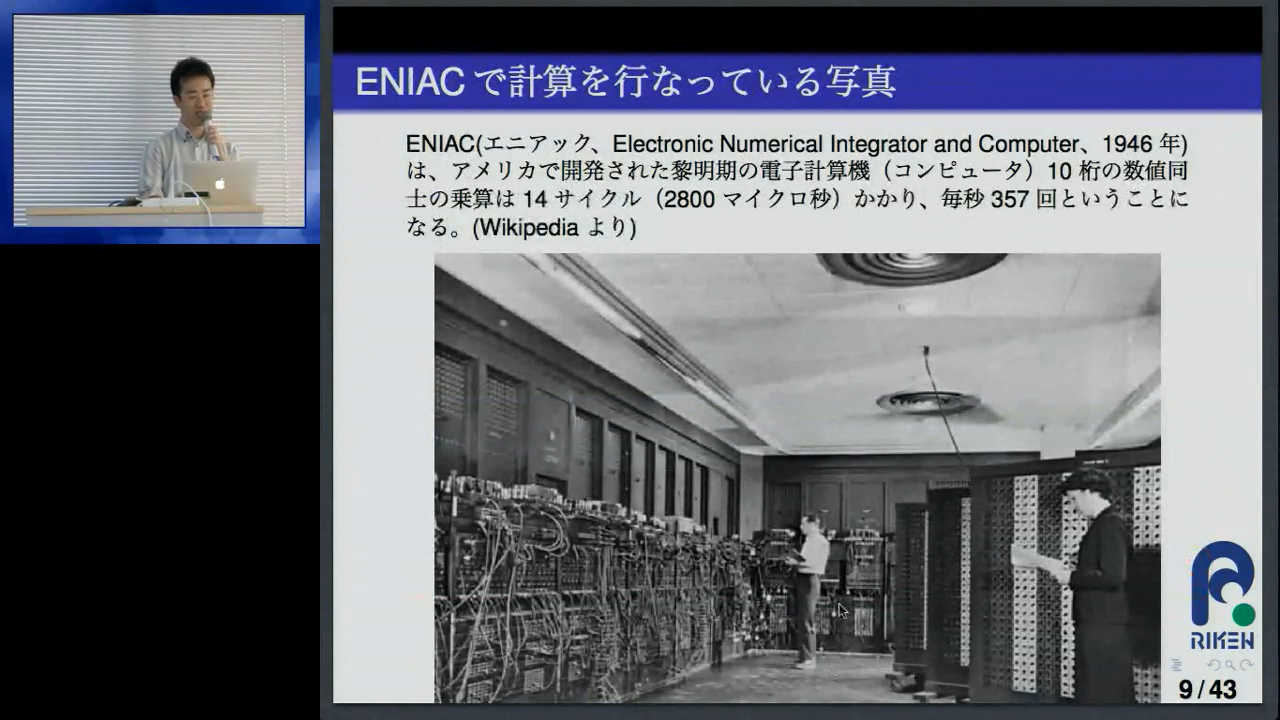 ENIAC で計算を行なっている写真
ENIAC(エニアック、Electronic Numerical Integrator and Computer、1946 年)
は、アメリカで開発された黎明期の電子計算機（コンピュータ）10 桁の数値同
士の乗算は 14 サイクル（2800 マイクロ秒）かかり、毎秒 357 回ということに
なる。(Wikipedia より)
RIKEN
9 / 43